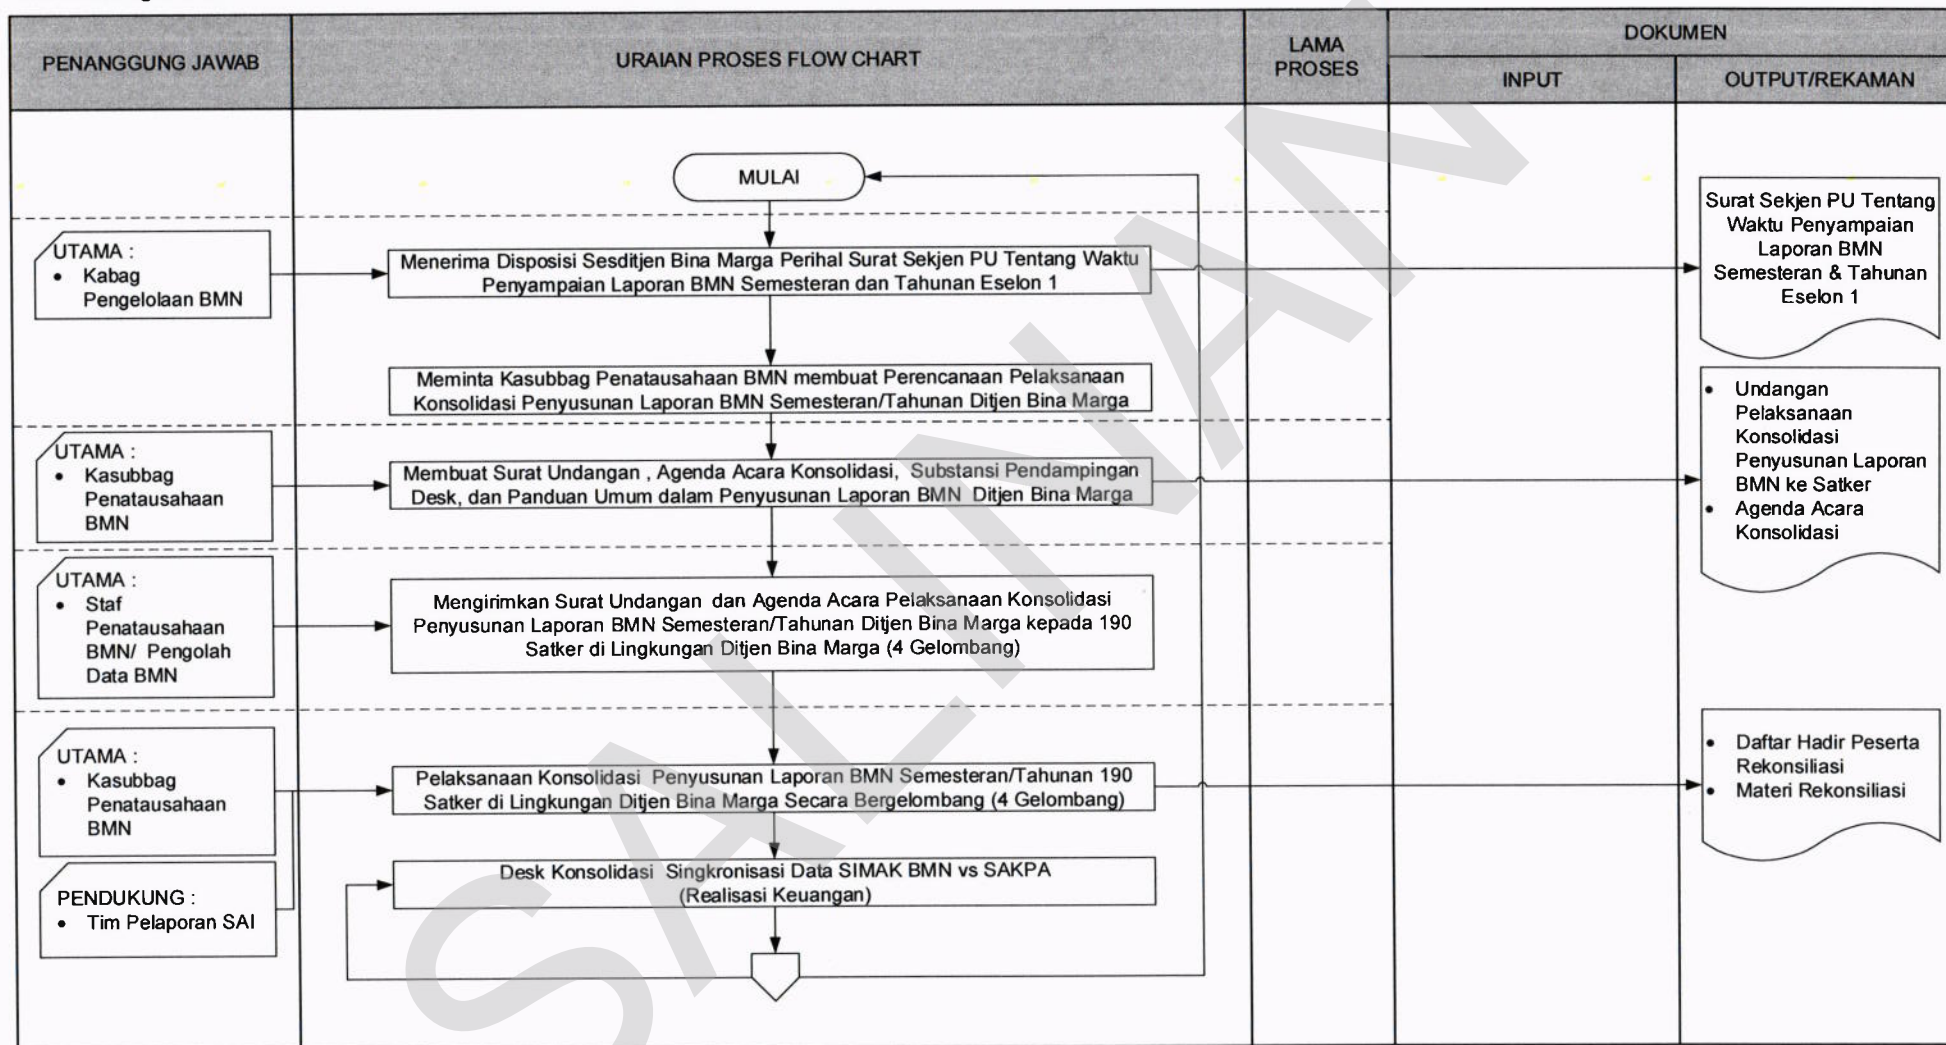 PENANGGUNG JAWAB
URAIAN PROSES FLOW CHART
LAMA
PROSES
DOKUMEN
INPUT
OUTPUT/REKAMAN
MULAI
Surat Sekjen PU Tentang
Waktu Penyampaian
Laporan BMN
Semesteran & Tahunan
Eselon 1
UTAMA :
• Kabag
Pengelolaan BMN
Menerima Disposisi Sesditjen Bina Marga Perihal Surat Sekjen PU Tentang Waktu
Penyampaian Laporan BMN Semesteran dan Tahunan Eselon 1
Meminta Kasubbag Penatausahaan BMN membuat Perencanaan Pelaksanaan
Konsolidasi Penyusunan Laporan BMN Semesteran/Tahunan Ditjen Bina Marga
• Undangan
Pelaksanaan
Konsolidasi
Penyusunan Laporan
BMN ke Satker
• Agenda Acara
Konsolidasi
UTAMA :
• Kasubbag
Penatausahaan
BMN
Membuat Surat Undangan , Agenda Acara Konsolidasi, Substansi Pendampingan
Desk, dan Panduan Umum dalam Penyusunan Laporan BMN Ditjen Bina Marga
UTAMA :
• Staf
Penatausahaan
BMN/ Pengolah
Data BMN
Mengirimkan Surat Undangan dan Agenda Acara Pelaksanaan Konsolidasi
Penyusunan Laporan BMN Semesteran/Tahunan Ditjen Bina Marga kepada 190
Satker di Lingkungan Ditjen Bina Marga (4 Gelombang)
UTAMA :
• Kasubbag
Penatausahaan
BMN
Pelaksanaan Konsolidasi Penyusunan Laporan BMN Semesteran/Tahunan 190
Satker di Lingkungan Ditjen Bina Marga Secara Bergelombang (4 Gelombang)
• Daftar Hadir Peserta
Rekonsiliasi
• Materi Rekonsiliasi
PENDUKUNG :
• Tim Pelaporan SAI
Desk Konsolidasi Singkronisasi Data SIMAK BMN vs SAKPA
(Realisasi Keuangan)
SALINAN